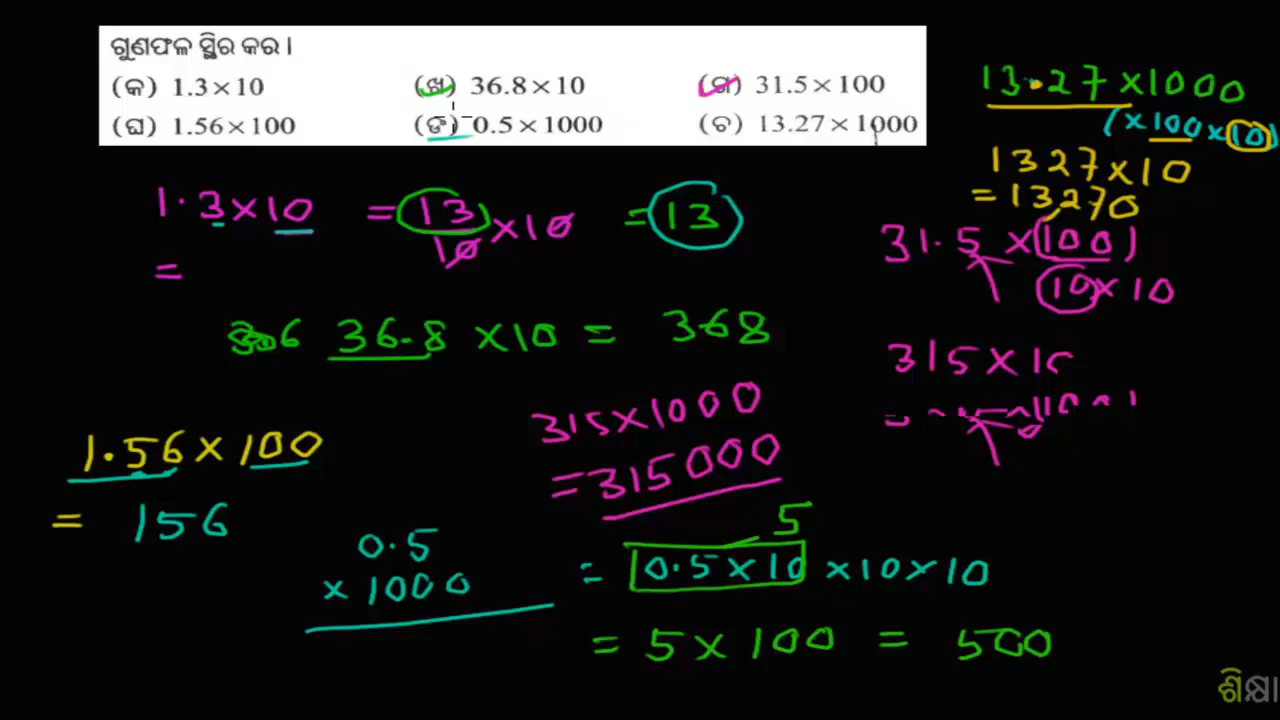 ଗୁଣଫଳ ସ୍ଥିର କର ।
(କ) 1.3 × 10 (ଖ) 36.8 × 10 (ଗ) 31.5 × 100
(ଘ) 1.56 × 100 (ଙ) 0.5 × 1000 (ଚ) 13.27 × 1000
13.27 × 1000
(× 100 × 10)
1327 × 10
= 13270
1.3 × 10 = 13/10 × 10 = 13
=
31.5 × (100)
10 × 10
36.8 × 10 = 368
315 × 10
315 × 1000
= 315000
1.56 × 100
= 156
0.5
× 1000
5
= 0.5 × 10 × 10 × 10
= 5 × 100 = 500
ଶିକ୍ଷା